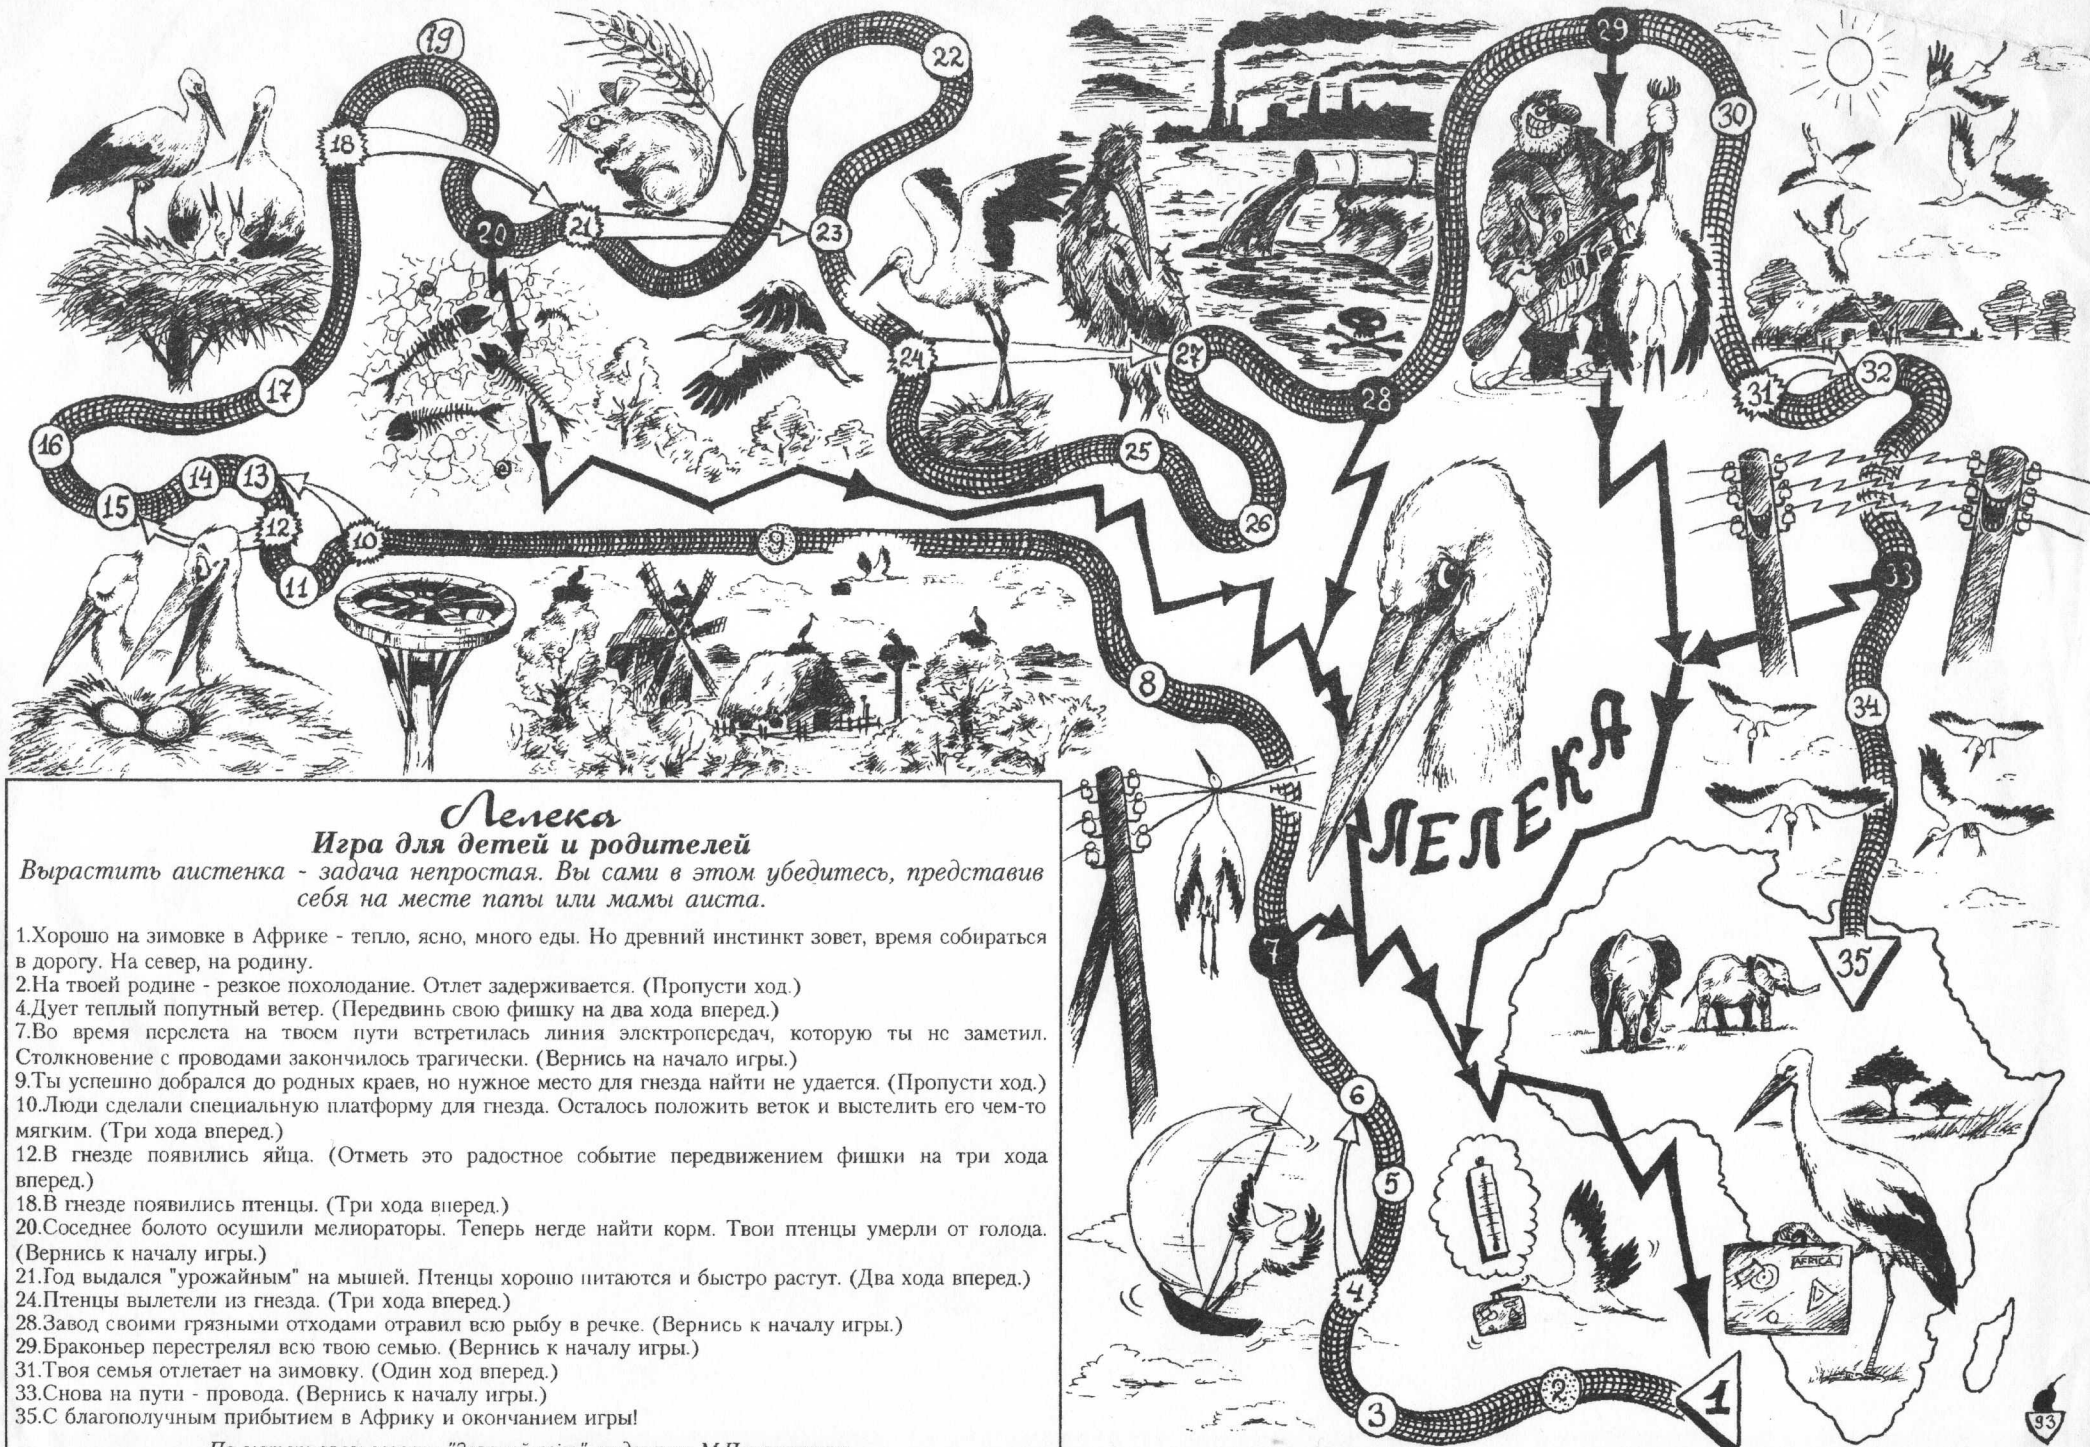 19
22
29
30
18
20
21
23
24
27
28
31
32
17
16
25
14
13
15
12
10
26
9
11
33
8
34
ЛЕЛЕКА
7
35
6
5
AFRICA
4
2
3
1
93
Лелека
Игра для детей и родителей
Вырастить аистенка - задача непростая. Вы сами в этом убедитесь, представив
себя на месте папы или мамы аиста.
1.Хорошо на зимовке в Африке - тепло, ясно, много еды. Но древний инстинкт зовет, время собираться
в дорогу. На север, на родину.
2.На твоей родине - резкое похолодание. Отлет задерживается. (Пропусти ход.)
4.Дует теплый попутный ветер. (Передвинь свою фишку на два хода вперед.)
7.Во время перелета на твоем пути встретилась линия электропередач, которую ты не заметил.
Столкновение с проводами закончилось трагически. (Вернись на начало игры.)
9.Ты успешно добрался до родных краев, но нужное место для гнезда найти не удается. (Пропусти ход.)
10.Люди сделали специальную платформу для гнезда. Осталось положить веток и выстелить его чем-то
мягким. (Три хода вперед.)
12.В гнезде появились яйца. (Отметь это радостное событие передвижением фишки на три хода
вперед.)
18.В гнезде появились птенцы. (Три хода вперед.)
20.Соседнее болото осушили мелиораторы. Теперь негде найти корм. Твои птенцы умерли от голода.
(Вернись к началу игры.)
21.Год выдался "урожайным" на мышей. Птенцы хорошо питаются и быстро растут. (Два хода вперед.)
24.Птенцы вылетели из гнезда. (Три хода вперед.)
28.Завод своими грязными отходами отравил всю рыбу в речке. (Вернись к началу игры.)
29.Браконьер перестрелял всю твою семью. (Вернись к началу игры.)
31.Твоя семья отлетает на зимовку. (Один ход вперед.)
33.Снова на пути - провода. (Вернись к началу игры.)
35.С благополучным прибытием в Африку и окончанием игры!